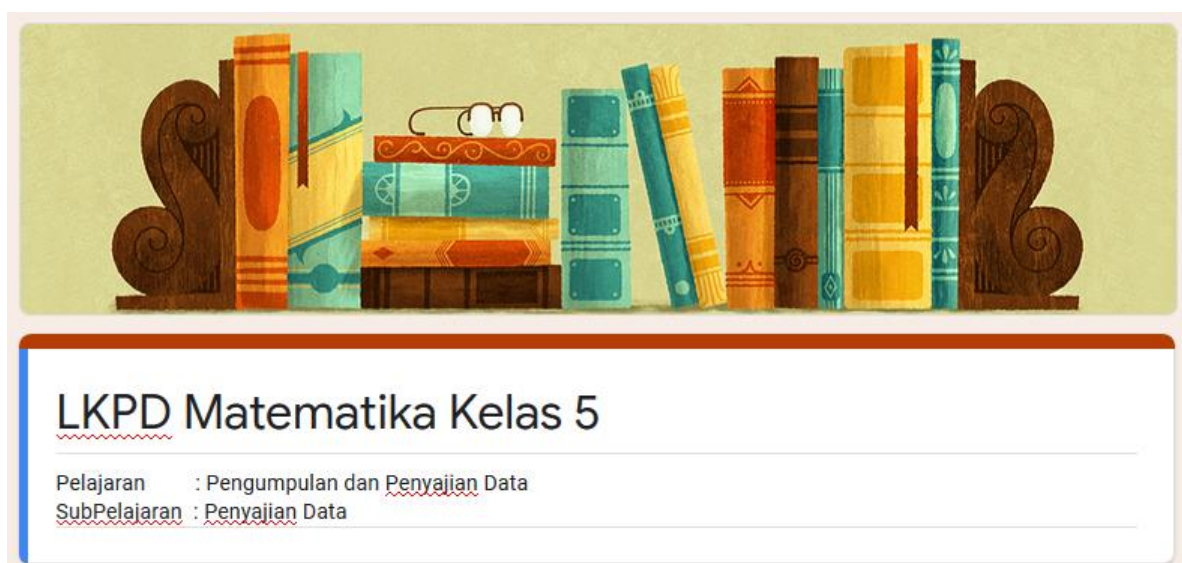 LKPD Matematika Kelas 5
Pelajaran : Pengumpulan dan Penyajian Data
SubPelajaran : Penyajian Data